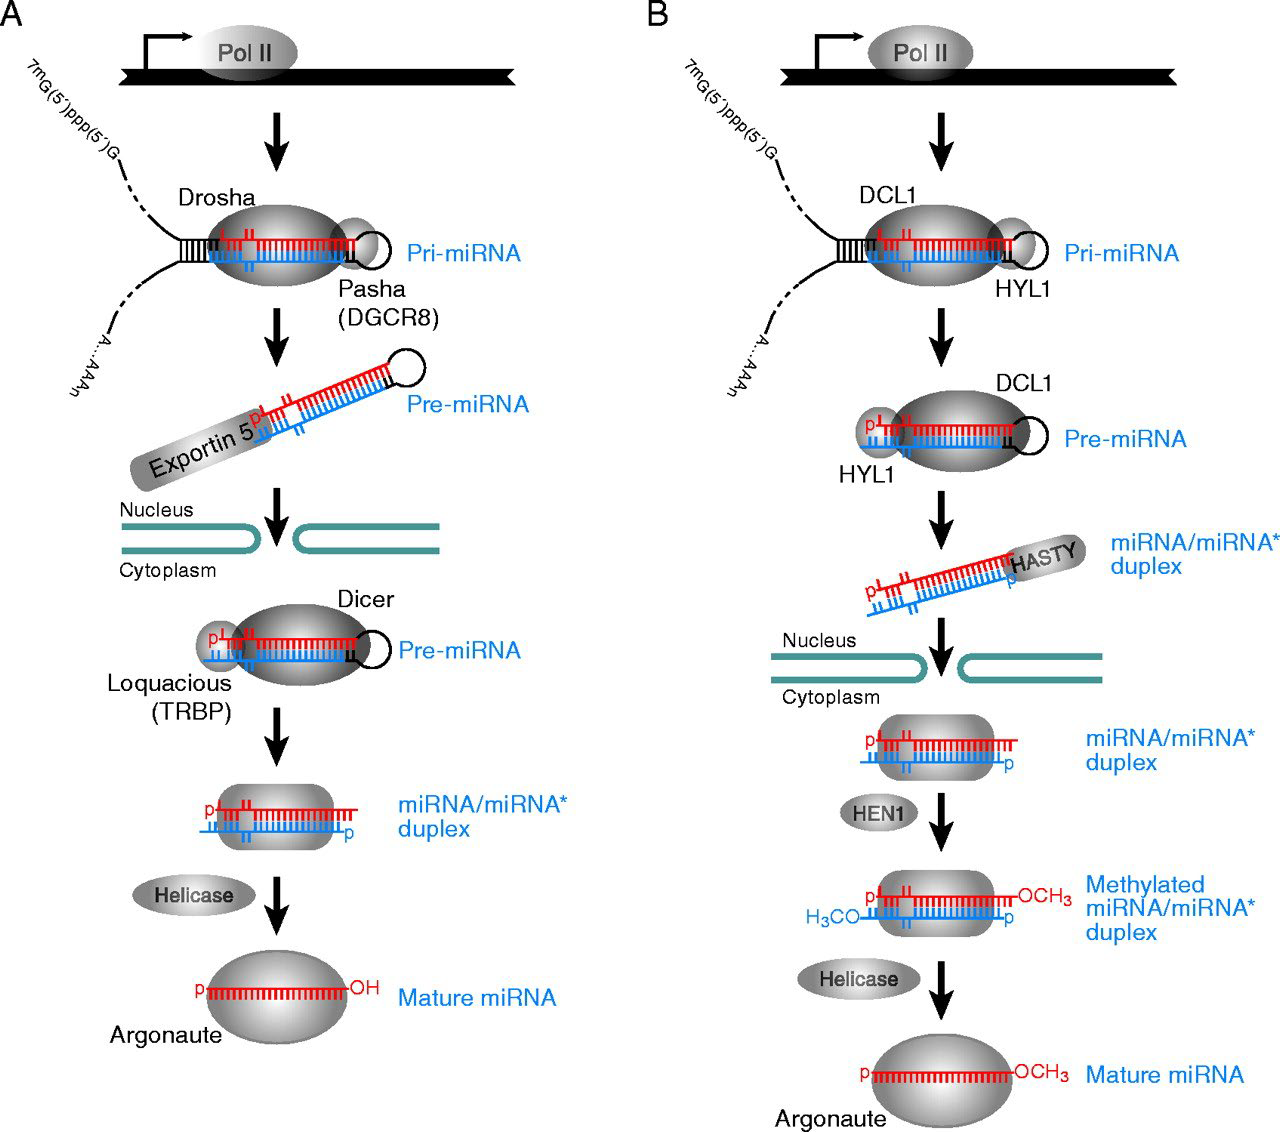 A
Pol II
7mG(5´)ppp(5´)G
Drosha
Pri-miRNA
Pasha
(DGCR8)
A...AAAn
Exportin 5
p
Pre-miRNA
Nucleus
Cytoplasm
Dicer
p
Pre-miRNA
Loquacious
(TRBP)
p
p
miRNA/miRNA*
duplex
Helicase
p
OH
Mature miRNA
Argonaute
B
Pol II
7mG(5´)ppp(5´)G
DCL1
Pri-miRNA
HYL1
A...AAAn
DCL1
p
Pre-miRNA
HYL1
HASTY
p
p
miRNA/miRNA*
duplex
Nucleus
Cytoplasm
p
p
miRNA/miRNA*
duplex
HEN1
p
OCH3
H3CO
p
Methylated
miRNA/miRNA*
duplex
Helicase
p
OCH3
Mature miRNA
Argonaute